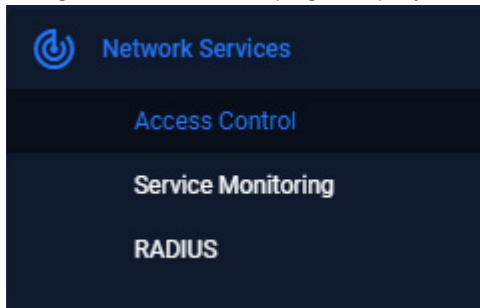 Network Services
Access Control
Service Monitoring
RADIUS